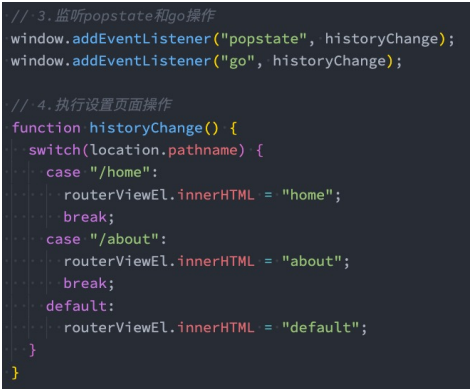 // 3.监听popstate和go操作
window.addEventListener("popstate", historyChange);
window.addEventListener("go", historyChange);

// 4.执行设置页面操作
function historyChange() {
  switch(location.pathname) {
    case "/home":
      routerViewEl.innerHTML = "home";
      break;
    case "/about":
      routerViewEl.innerHTML = "about";
      break;
    default:
      routerViewEl.innerHTML = "default";
  }
}